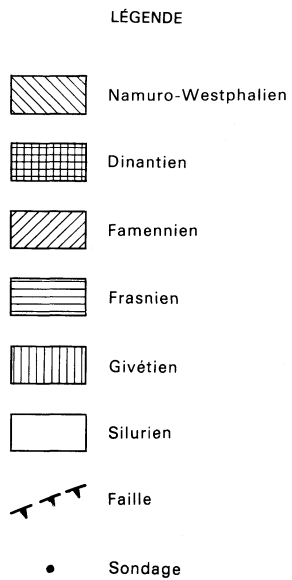 LÉGENDE
Namuro-Westphalien
Dinantien
Famennien
Frasnien
Givétien
Silurien
Faille
Sondage